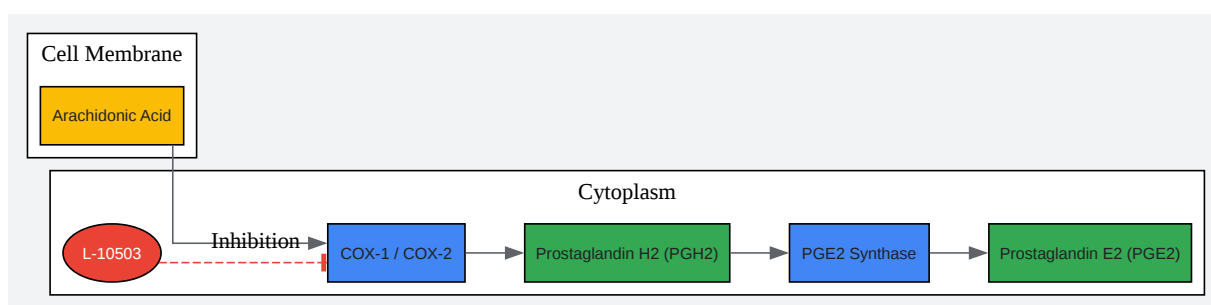 Cell Membrane
Arachidonic Acid
Cytoplasm
L-10503
Inhibition
COX-1 / COX-2
Prostaglandin H2 (PGH2)
PGE2 Synthase
Prostaglandin E2 (PGE2)